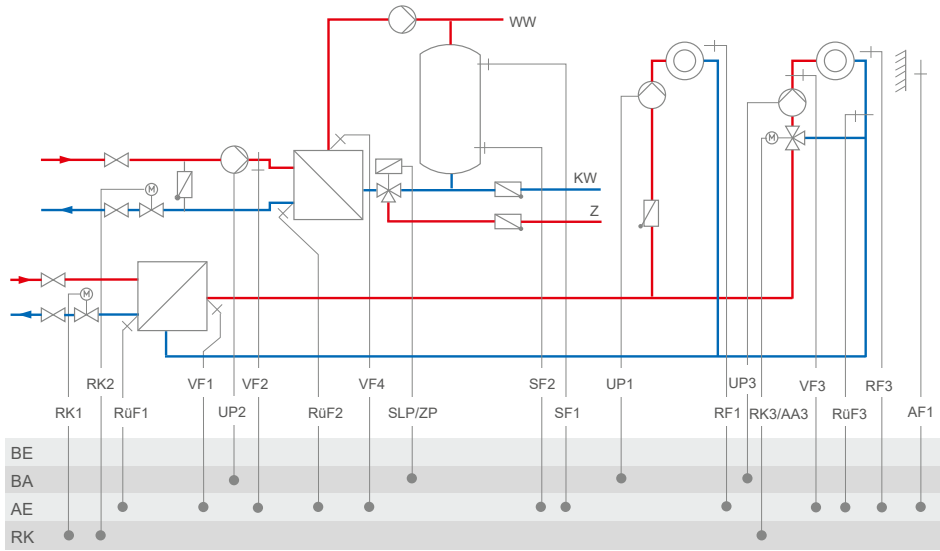 WW
KW
Z
M
M
M
RK2 VF1 VF2 VF4 SF2 UP1 UP3 VF3 RF3
RK1 RüF1 UP2 RüF2 SLP/ZP SF1 RF1 RK3/AA3 RüF3 AF1
BE
BA
AE
RK